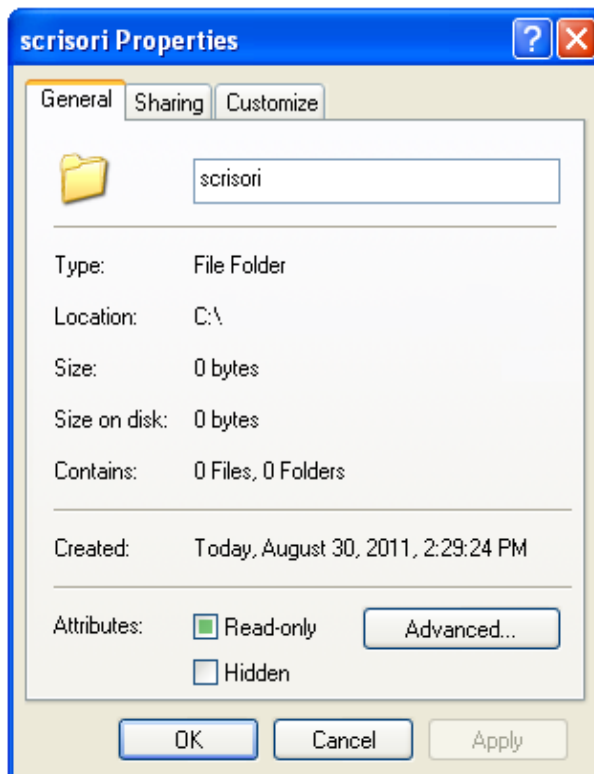 scrisori Properties
General Sharing Customize
scrisori
Type: File Folder
Location: C:\
Size: 0 bytes
Size on disk: 0 bytes
Contains: 0 Files, 0 Folders
Created: Today, August 30, 2011, 2:29:24 PM
Attributes: Read-only Advanced...
Hidden
OK Cancel Apply